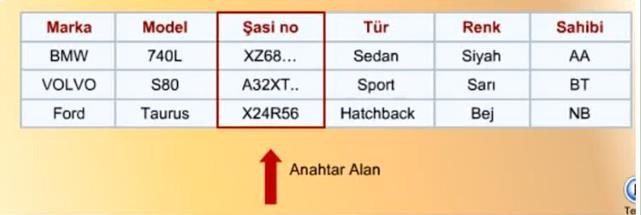 Marka Model Şasi no Tür Renk Sahibi
BMW 740L XZ68... Sedan Siyah AA
VOLVO S80 A32XT.. Sport Sarı BT
Ford Taurus X24R56 Hatchback Bej NB
Anahtar Alan